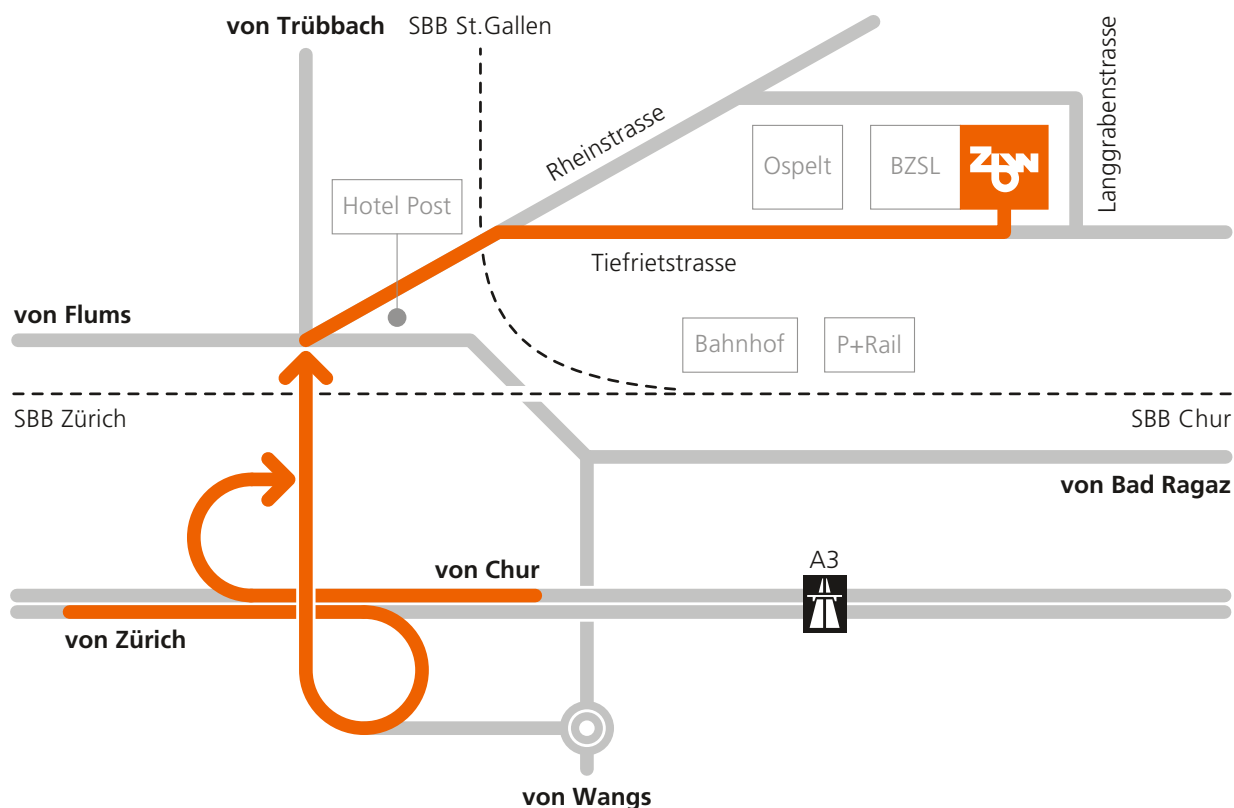 von Trübbach
SBB St.Gallen
Langgrabenstrasse
Rheinstrasse
Ospelt
BZSL
Hotel Post
Tiefrietstrasse
von Flums
Bahnhof
P+Rail
SBB Zürich
SBB Chur
von Bad Ragaz
A3
von Chur
von Zürich
von Wangs